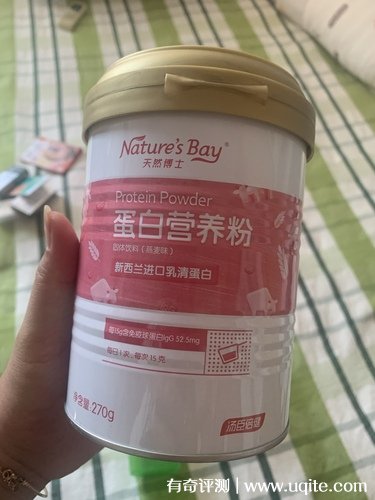 Nature's Bay®
天然博士
Protein Powder
蛋白营养粉
固体饮料（燕麦味）
新西兰进口乳清蛋白
每15g含免疫球蛋白IgG 52.5mg
每日1次，每次15克
净含量:270g
汤臣倍健
有奇评测｜www.uqite.com